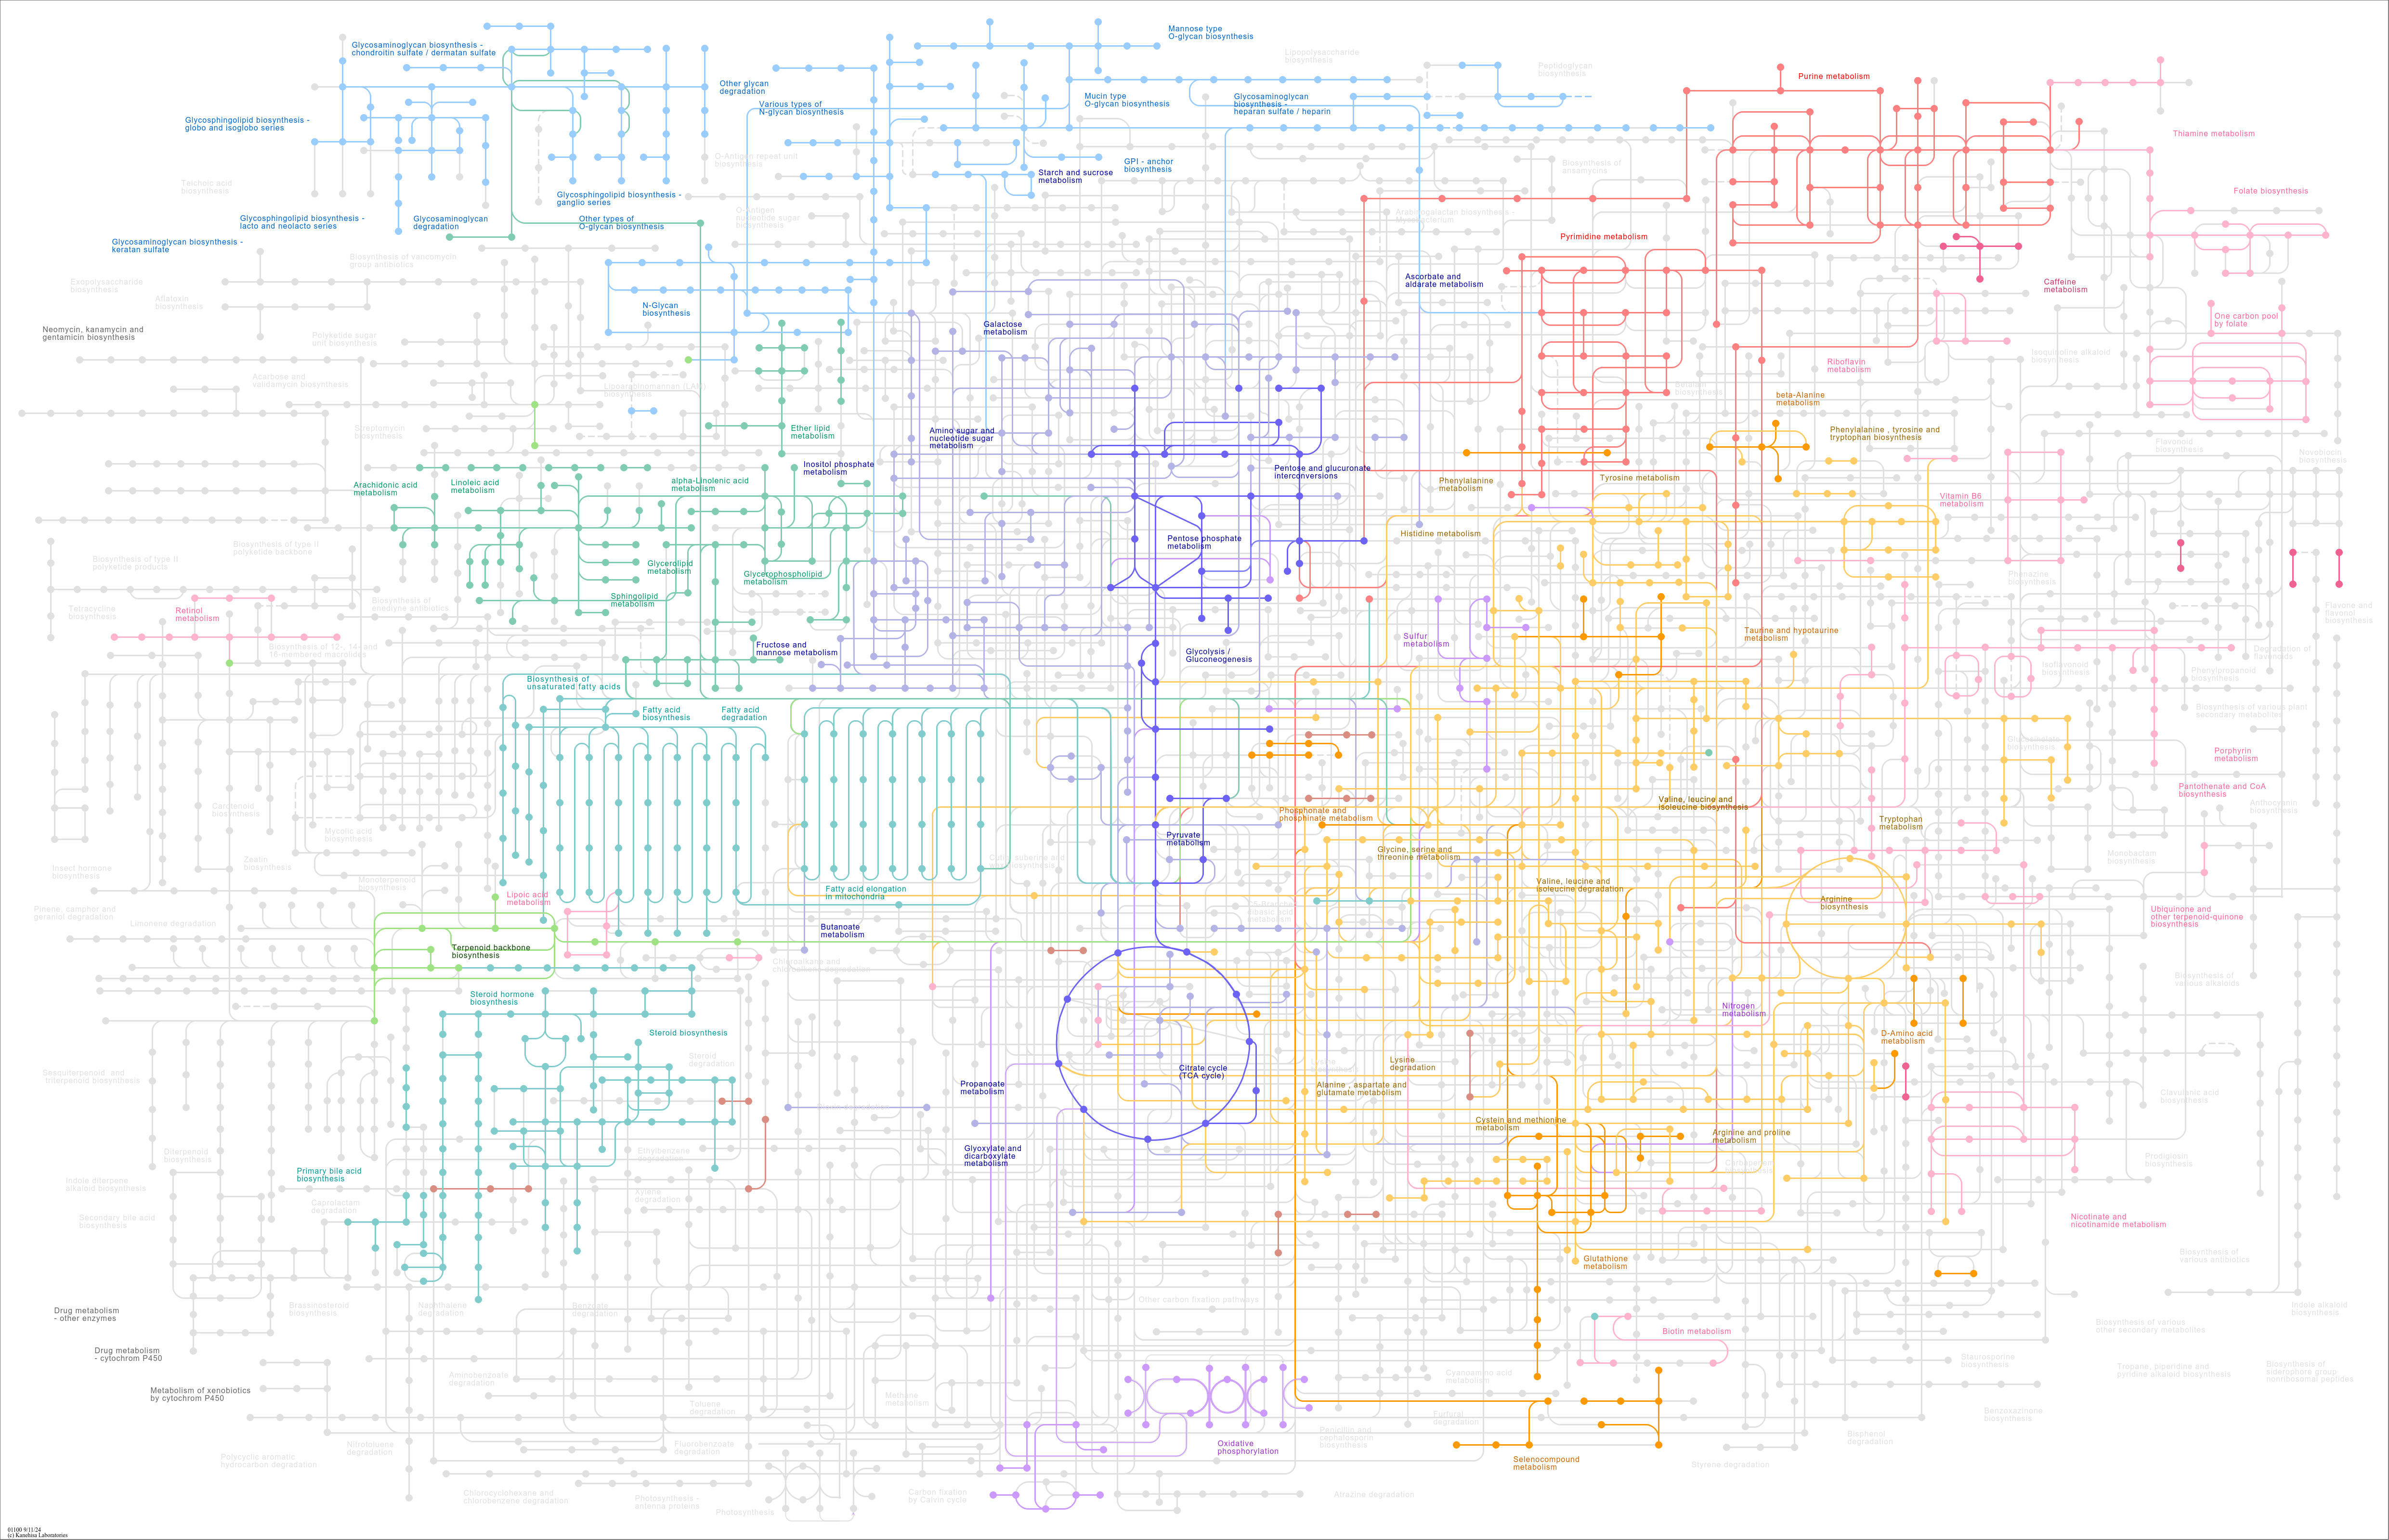 Mannose type
O-glycan biosynthesis
Glycosaminoglycan biosynthesis -
chondroitin sulfate / dermatan sulfate
Lipopolysaccharide
biosynthesis
Peptidoglycan
biosynthesis
Purine metabolism
Other glycan
degradation
Various types of
N-glycan biosynthesis
Mucin type
O-glycan biosynthesis
Glycosaminoglycan
biosynthesis -
heparan sulfate / heparin
Glycosphingolipid biosynthesis -
globo and isoglobo series
Thiamine metabolism
O-Antigen repeat unit
biosynthesis
GPI - anchor
biosynthesis
Biosynthesis of
ansamycins
Starch and sucrose
metabolism
Teichoic acid
biosynthesis
Glycosphingolipid biosynthesis -
ganglio series
Folate biosynthesis
Glycosphingolipid biosynthesis -
lacto and neolacto series
Glycosaminoglycan
degradation
Other types of
O-glycan biosynthesis
O-Antigen
nucleotide sugar
biosynthesis
Arabinogalactan biosynthesis -
Mycobacterium
Glycosaminoglycan biosynthesis -
keratan sulfate
Pyrimidine metabolism
Biosynthesis of vancomycin
group antibiotics
Exopolysaccharide
biosynthesis
Aflatoxin
biosynthesis
Ascorbate and
aldarate metabolism
Caffeine
metabolism
N-Glycan
biosynthesis
Neomycin, kanamycin and
gentamicin biosynthesis
Polyketide sugar
unit biosynthesis
Galactose
metabolism
One carbon pool
by folate
Riboflavin
metabolism
Isoquinoline alkaloid
biosynthesis
Acarbose and
validamycin biosynthesis
Lipoarabinomannan (LAM)
biosynthesis
Betalain
biosynthesis
beta-Alanine
metabolism
Streptomycin
biosynthesis
Ether lipid
metabolism
Amino sugar and
nucleotide sugar
metabolism
Phenylalanine , tyrosine and
tryptophan biosynthesis
Flavonoid
biosynthesis
Novobiocin
biosynthesis
Inositol phosphate
metabolism
Pentose and glucuronate
interconversions
Arachidonic acid
metabolism
Linoleic acid
metabolism
alpha-Linolenic acid
metabolism
Phenylalanine
metabolism
Tyrosine metabolism
Vitamin B6
metabolism
Pentose phosphate
metabolism
Histidine metabolism
Biosynthesis of type II
polyketide products
Biosynthesis of type II
polyketide backbone
Glycerolipid
metabolism
Glycerophospholipid
metabolism
Phenazine
biosynthesis
Sphingolipid
metabolism
Tetracycline
biosynthesis
Retinol
metabolism
Biosynthesis of
enediyne antibiotics
Flavone and
flavonol
biosynthesis
Biosynthesis of 12-, 14- and
16-membered macrolides
Fructose and
mannose metabolism
Glycolysis /
Gluconeogenesis
Sulfur
metabolism
Taurine and hypotaurine
metabolism
Degradation of
flavonoids
Isoflavonoid
biosynthesis
Phenylpropanoid
biosynthesis
Biosynthesis of
unsaturated fatty acids
Fatty acid
biosynthesis
Fatty acid
degradation
Biosynthesis of various plant
secondary metabolites
Glucosinolate
biosynthesis
Porphyrin
metabolism
Pantothenate and CoA
biosynthesis
Anthocyanin
biosynthesis
Carotenoid
biosynthesis
Mycolic acid
biosynthesis
Phosphonate and
phosphinate metabolism
Valine, leucine and
isoleucine biosynthesis
Tryptophan
metabolism
Pyruvate
metabolism
Glycine, serine and
threonine metabolism
Monobactam
biosynthesis
Insect hormone
biosynthesis
Zeatin
biosynthesis
Monoterpenoid
biosynthesis
Lipoic acid
metabolism
Fatty acid elongation
in mitochondria
Valine, leucine and
isoleucine degradation
Arginine
biosynthesis
Pinene, camphor and
geraniol degradation
Limonene degradation
Butanoate
metabolism
Ubiquinone and
other terpenoid-quinone
biosynthesis
Terpenoid backbone
biosynthesis
Chloroalkane and
chloroalkene degradation
Biosynthesis of
various alkaloids
Steroid hormone
biosynthesis
Nitrogen
metabolism
Steroid biosynthesis
D-Amino acid
metabolism
Steroid
degradation
Sesquiterpenoid and
triterpenoid biosynthesis
Citrate cycle
(TCA cycle)
Lysine
degradation
Propanoate
metabolism
Alanine , aspartate and
glutamate metabolism
Clavulanic acid
biosynthesis
Cystein and methionine
metabolism
Arginine and proline
metabolism
Diterpenoid
biosynthesis
Ethylbenzene
degradation
Glyoxylate and
dicarboxylate
metabolism
Prodigiosin
biosynthesis
Primary bile acid
biosynthesis
Indole diterpene
alkaloid biosynthesis
Caprolactam
degradation
Xylene
degradation
Secondary bile acid
biosynthesis
Nicotinate and
nicotinamide metabolism
Glutathione
metabolism
Biosynthesis of
various antibiotics
Other carbon fixation pathways
Drug metabolism
- other enzymes
Brassinosteroid
biosynthesis
Naphthalene
degradation
Benzoate
degradation
Indole alkaloid
biosynthesis
Biosynthesis of various
other secondary metabolites
Biotin metabolism
Drug metabolism
- cytochrom P450
Staurosporine
biosynthesis
Tropane, piperidine and
pyridine alkaloid biosynthesis
Biosynthesis of
siderophore group
nonribosomal peptides
Aminobenzoate
degradation
Cyanoamino acid
metabolism
Metabolism of xenobiotics
by cytochrom P450
Methane
metabolism
Toluene
degradation
Furfural
degradation
Benzoxazinone
biosynthesis
Penicillin and
cephalosporin
biosynthesis
Bisphenol
degradation
Nitrotoluene
degradation
Fluorobenzoate
degradation
Oxidative
phosphorylation
Polycyclic aromatic
hydrocarbon degradation
Selenocompound
metabolism
Styrene degradation
Chlorocyclohexane and
chlorobenzene degradation
Photosynthesis -
antenna proteins
Carbon fixation
by Calvin cycle
Atrazine degradation
Photosynthesis
01100 9/11/24
(c) Kanehisa Laboratories